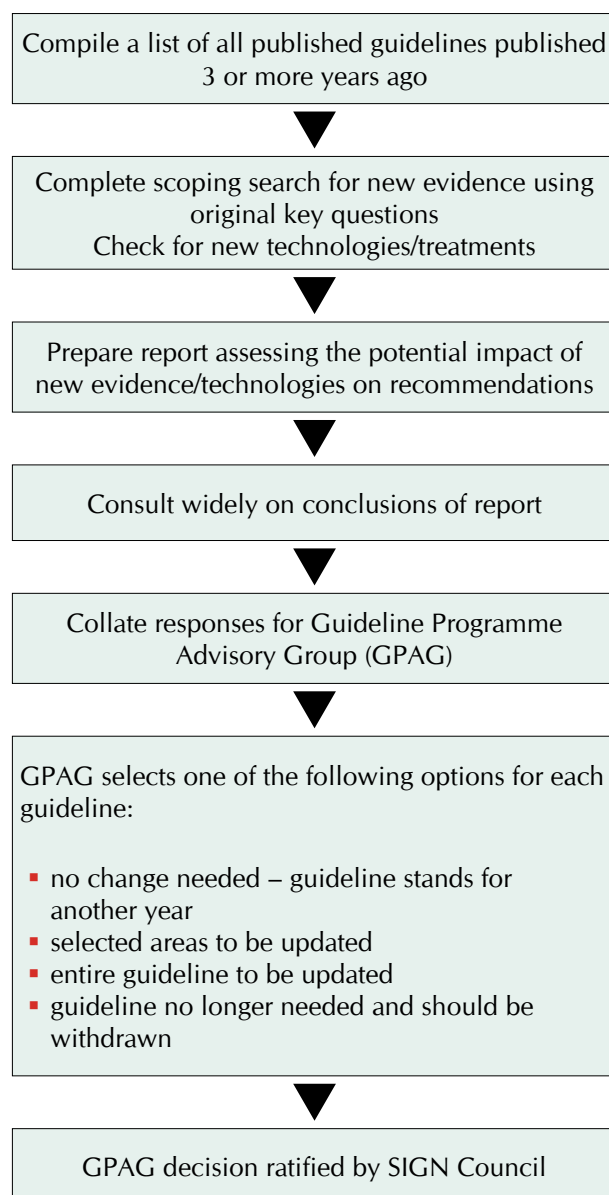 Compile a list of all published guidelines published
3 or more years ago
Complete scoping search for new evidence using
original key questions
Check for new technologies/treatments
Prepare report assessing the potential impact of
new evidence/technologies on recommendations
Consult widely on conclusions of report
Collate responses for Guideline Programme
Advisory Group (GPAG)
GPAG selects one of the following options for each
guideline:
▪ no change needed – guideline stands for
another year
▪ selected areas to be updated
▪ entire guideline to be updated
▪ guideline no longer needed and should be
withdrawn
GPAG decision ratified by SIGN Council